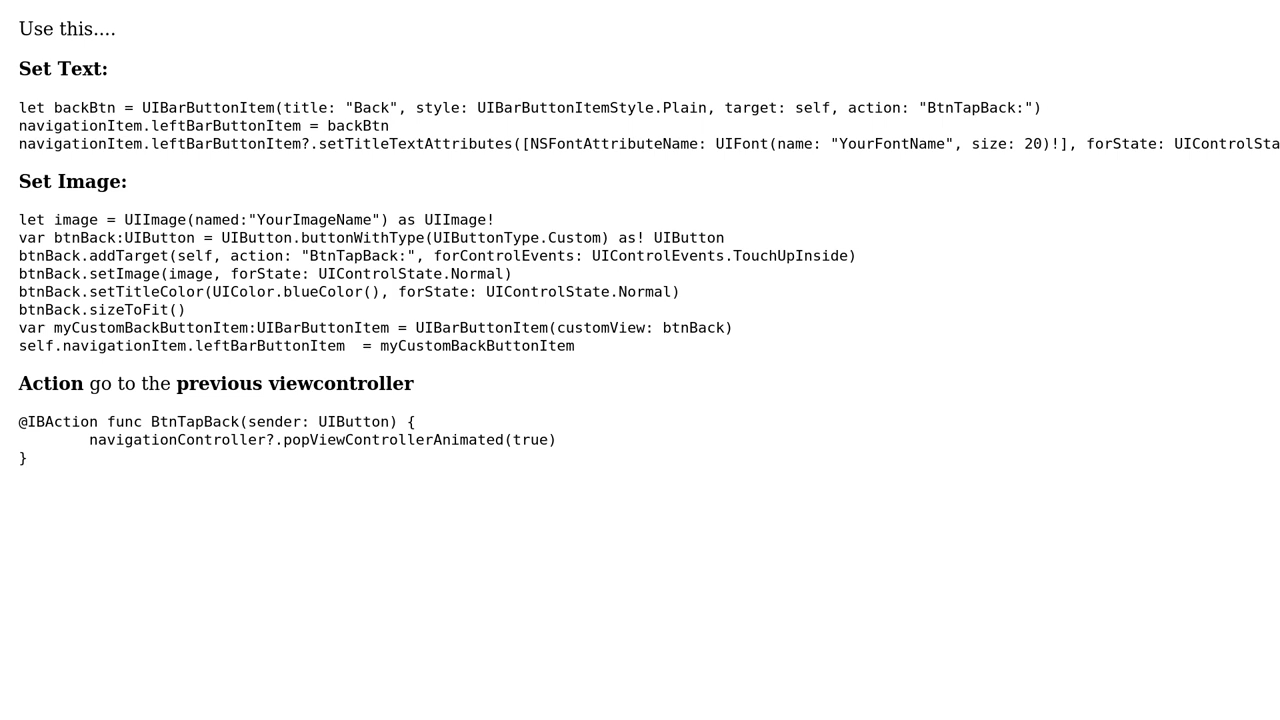 Use this....
Set Text:
let backBtn = UIBarButtonItem(title: "Back", style: UIBarButtonItemStyle.Plain, target: self, action: "BtnTapBack:")
navigationItem.leftBarButtonItem = backBtn
navigationItem.leftBarButtonItem?.setTitleTextAttributes([NSFontAttributeName: UIFont(name: "YourFontName", size: 20)!], forState: UIControlSta
Set Image:
let image = UIImage(named:"YourImageName") as UIImage!
var btnBack:UIButton = UIButton.buttonWithType(UIButtonType.Custom) as! UIButton
btnBack.addTarget(self, action: "BtnTapBack:", forControlEvents: UIControlEvents.TouchUpInside)
btnBack.setImage(image, forState: UIControlState.Normal)
btnBack.setTitleColor(UIColor.blueColor(), forState: UIControlState.Normal)
btnBack.sizeToFit()
var myCustomBackButtonItem:UIBarButtonItem = UIBarButtonItem(customView: btnBack)
self.navigationItem.leftBarButtonItem  = myCustomBackButtonItem
Action go to the previous viewcontroller
@IBAction func BtnTapBack(sender: UIButton) {
        navigationController?.popViewControllerAnimated(true)
}